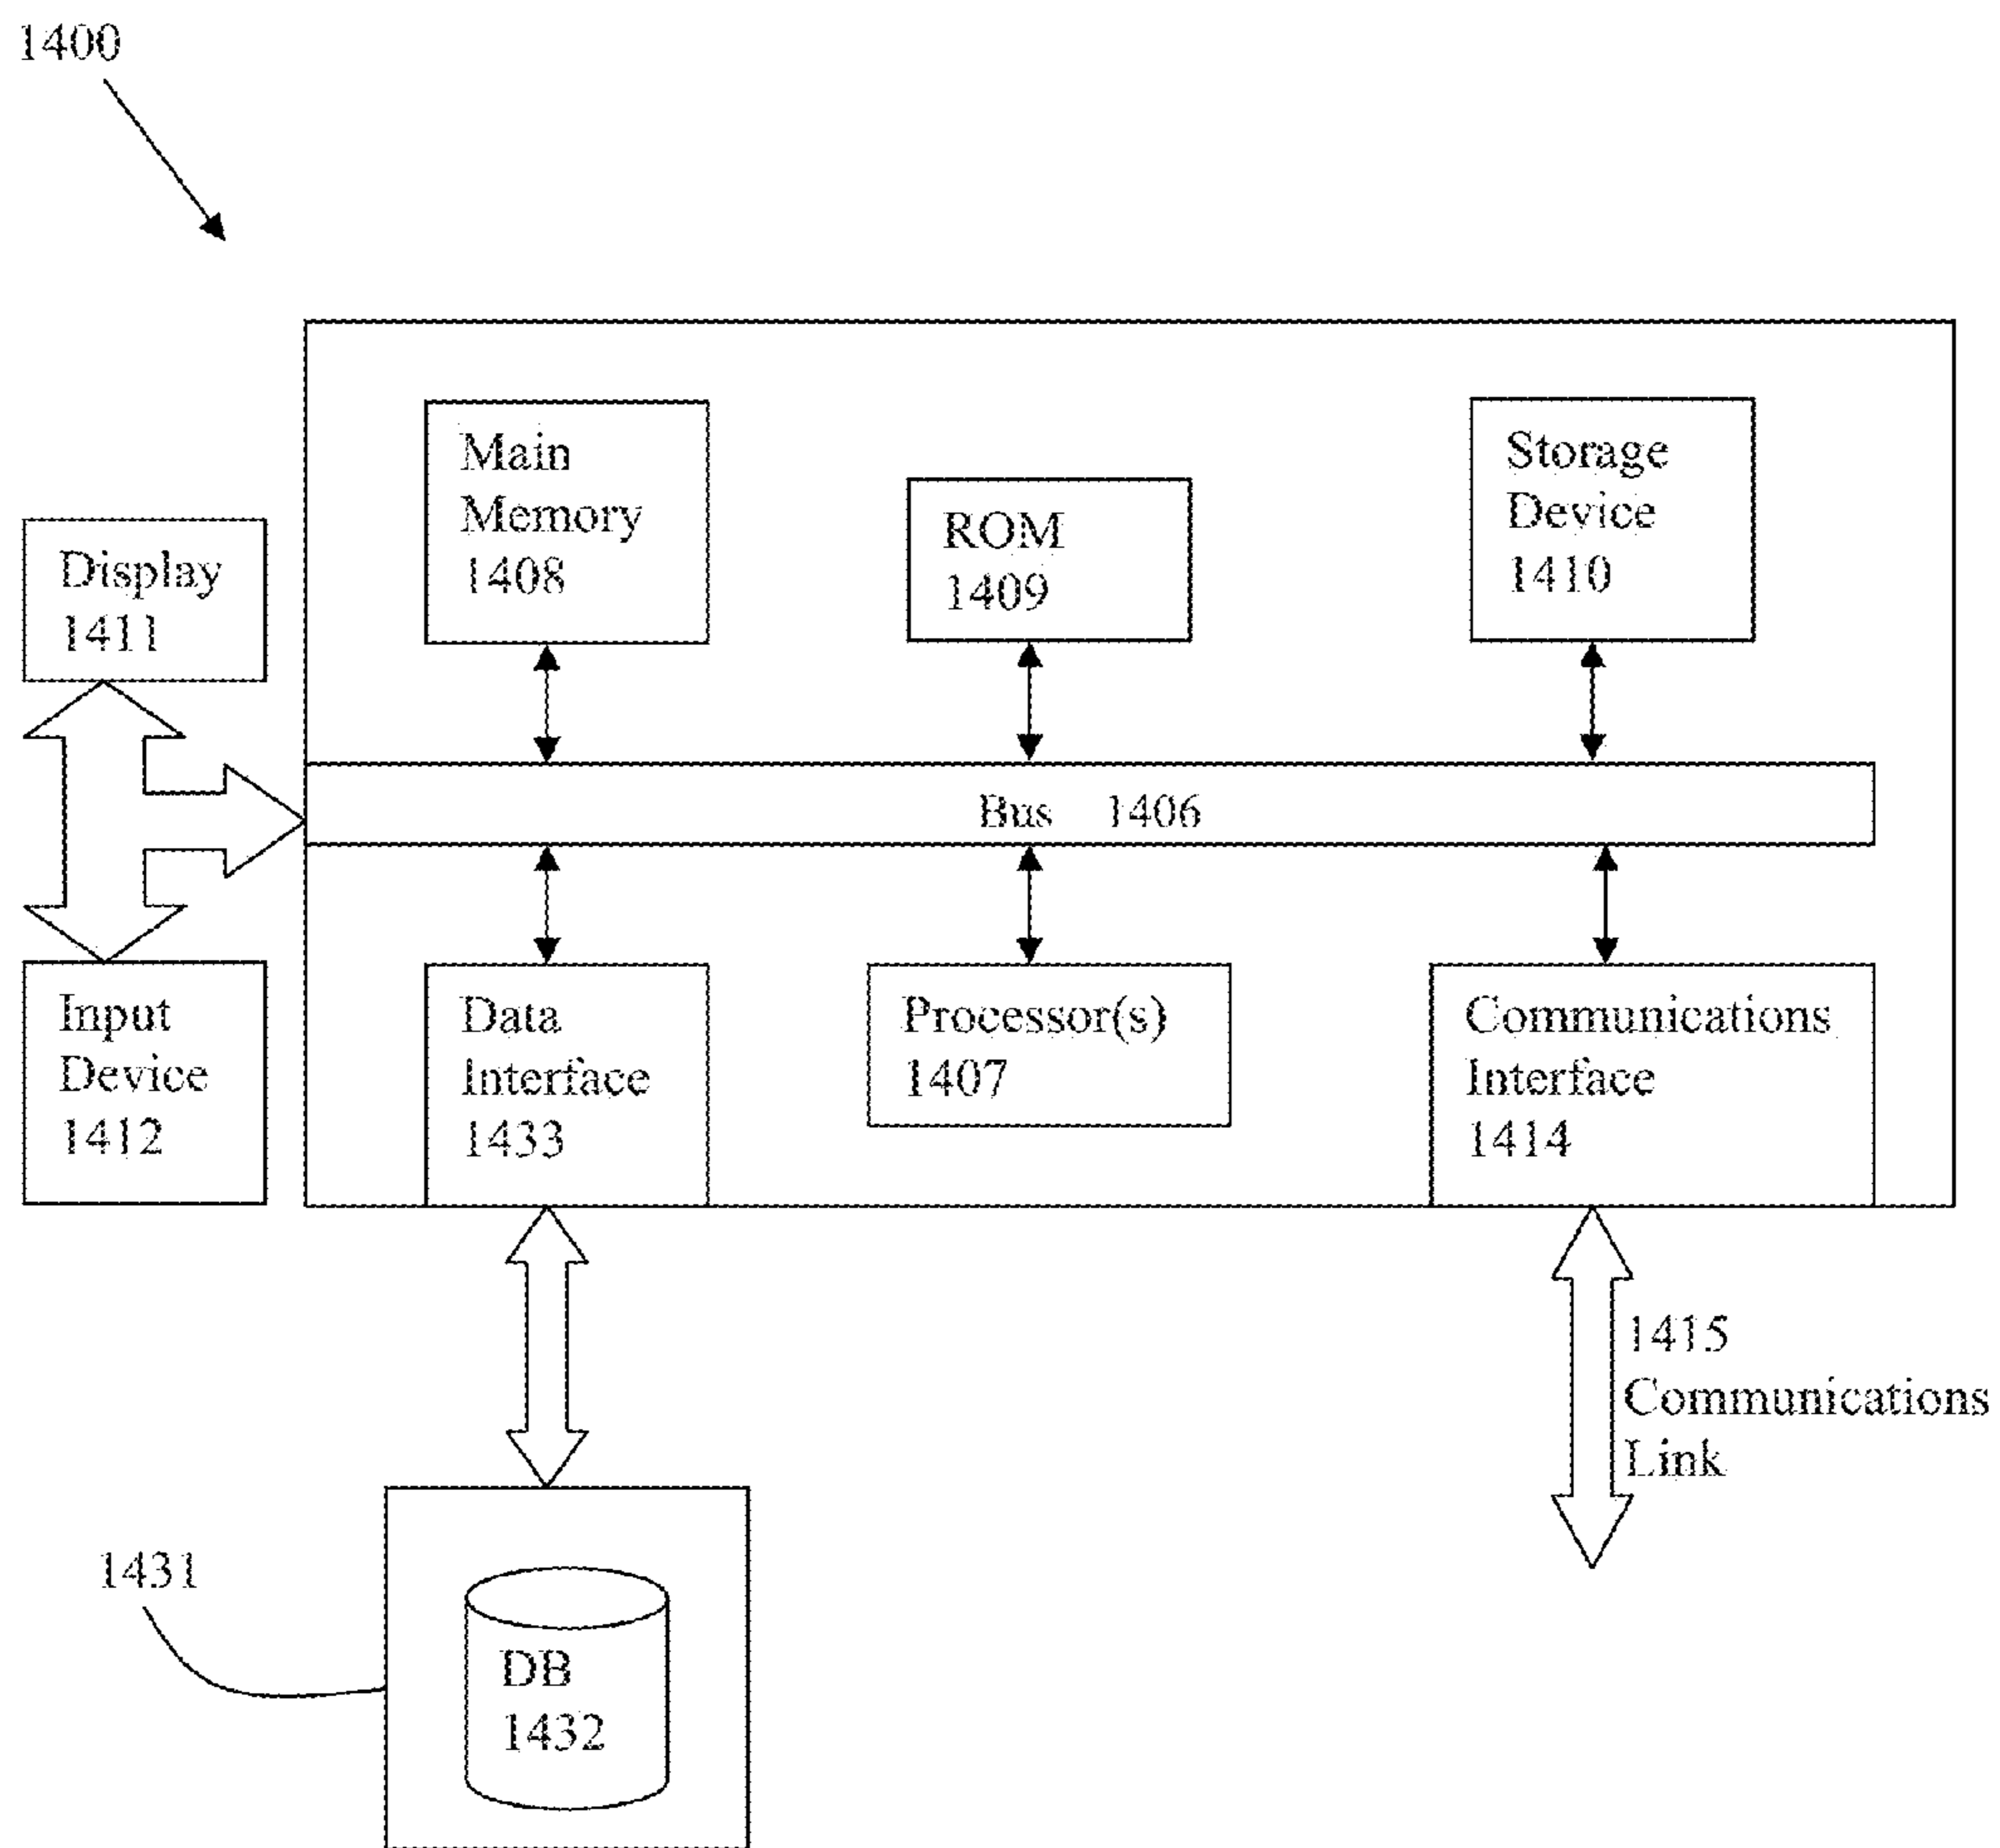 1400
Main
Memory
1408
ROM
1409
Storage
Device
1410
Display
1411
Bus 1406
Input
Device
1412
Data
Interface
1433
Processor(s)
1407
Communications
Interface
1414
1415
Communications
Link
1431
DB
1432